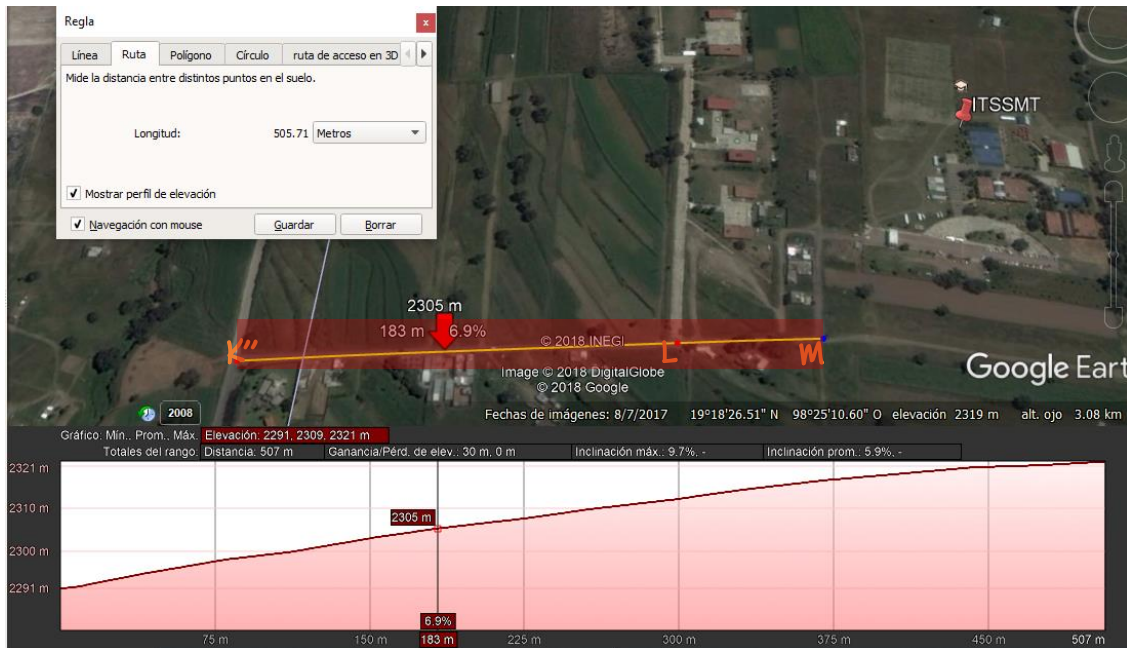 Regla
x
Línea Ruta Polígono Círculo ruta de acceso en 3D
Mide la distancia entre distintos puntos en el suelo.
Longitud: 505.71 Metros
Mostrar perfil de elevación
Navegación con mouse Guardar Borrar
ITSSMT
2305 m
183 m 6.9%
© 2018 INEGI
K'''
L
M
Image © 2018 DigitalGlobe
© 2018 Google
Google Eart
2008
Fechas de imágenes: 8/7/2017 19°18'26.51" N 98°25'10.60" O elevación 2319 m alt. ojo 3.08 km
Gráfico: Mín., Prom., Máx. Elevación: 2291, 2309, 2321 m
Totales del rango: Distancia: 507 m Ganancia/Pérd. de elev.: 30 m, 0 m Inclinación máx.: 9.7%, - Inclinación prom.: 5.9%, -
2321 m
2310 m
2305 m
2300 m
2291 m
6.9%
75 m 150 m 183 m 225 m 300 m 375 m 450 m 507 m